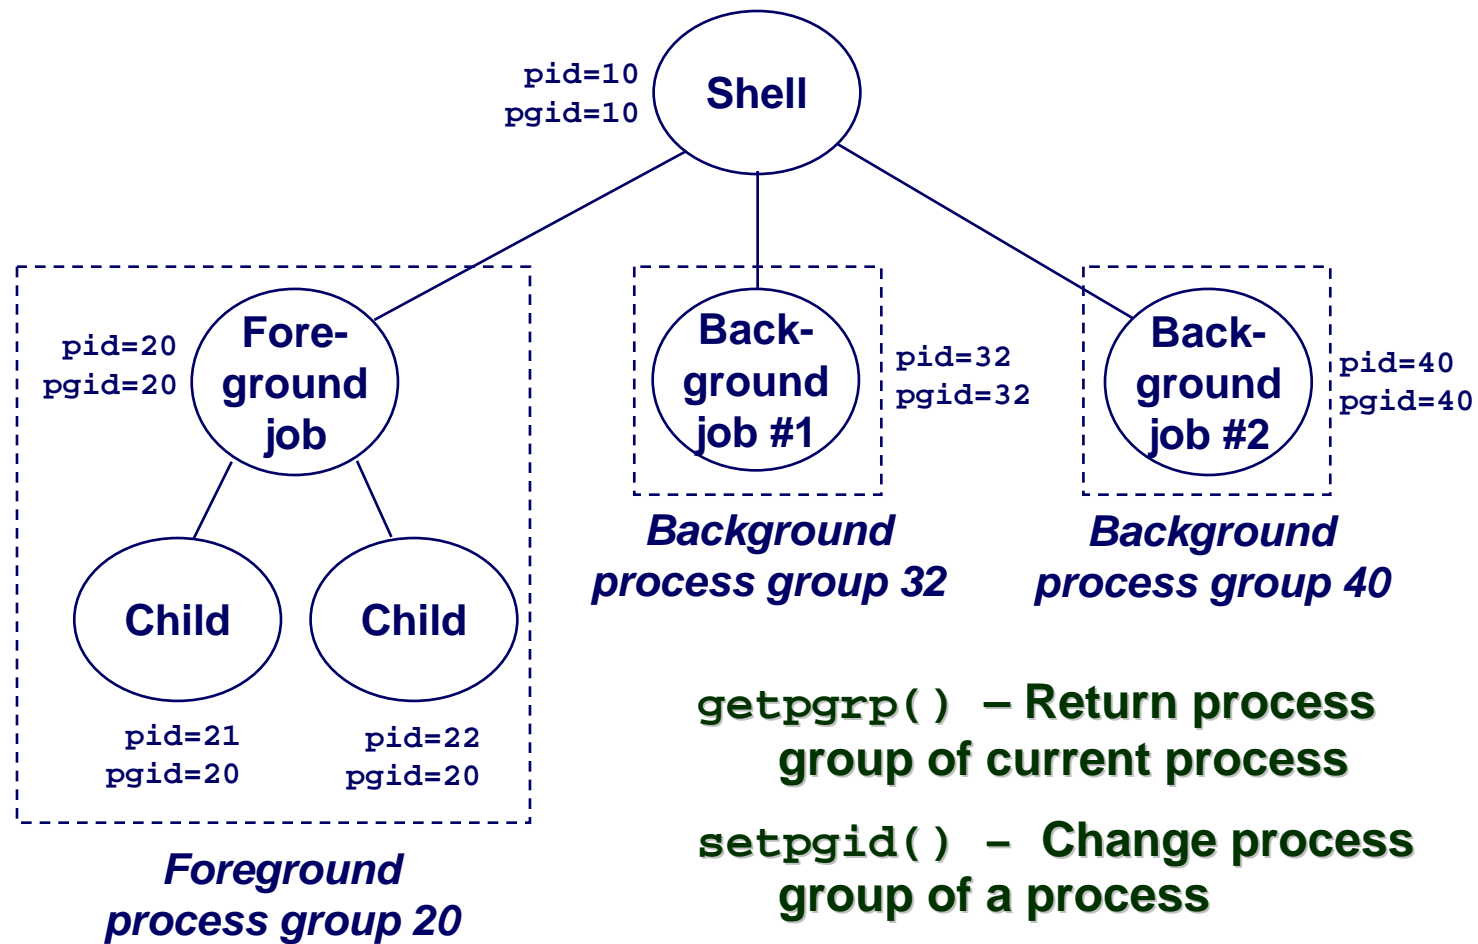 pid=10
pgid=10
Shell
pid=20
pgid=20
Fore-
ground
job
Back-
ground
job #1
pid=32
pgid=32
Back-
ground
job #2
pid=40
pgid=40
Child
Child
pid=21
pgid=20
pid=22
pgid=20
Background
process group 32
Background
process group 40
Foreground
process group 20
getpgrp() – Return process
group of current process
setpgid() – Change process
group of a process